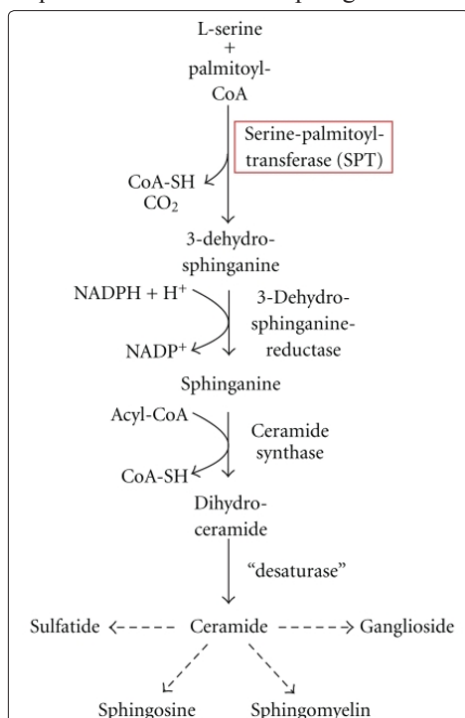 L-serine
+
palmitoyl-
CoA
Serine-palmitoyl-
transferase (SPT)
CoA-SH
CO₂
3-dehydro-
sphinganine
NADPH + H⁺
3-Dehydro-
sphinganine-
reductase
NADP⁺
Sphinganine
Acyl-CoA
Ceramide
synthase
CoA-SH
Dihydro-
ceramide
“desaturase”
Sulfatide
Ceramide
Ganglioside
Sphingosine
Sphingomyelin